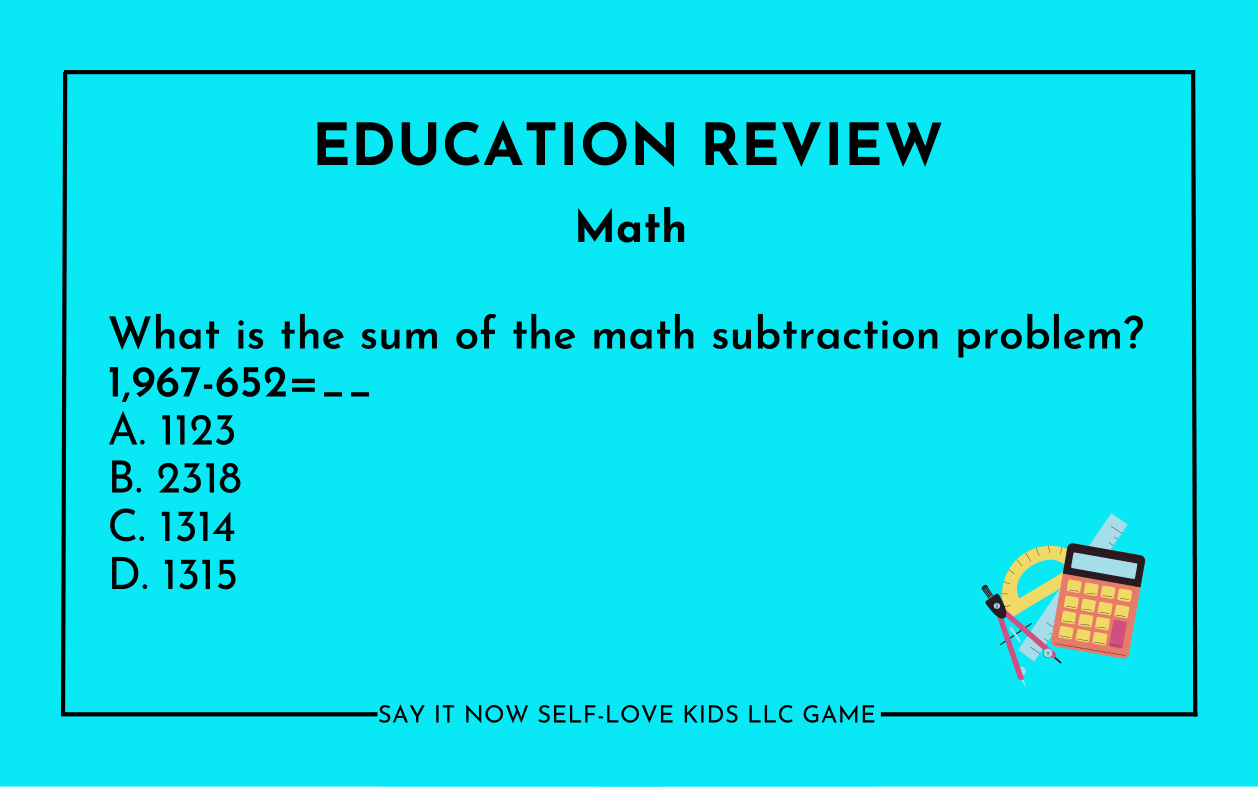 EDUCATION REVIEW
Math
What is the sum of the math subtraction problem?
1,967-652=__
A. 1123
B. 2318
C. 1314
D. 1315
SAY IT NOW SELF-LOVE KIDS LLC GAME